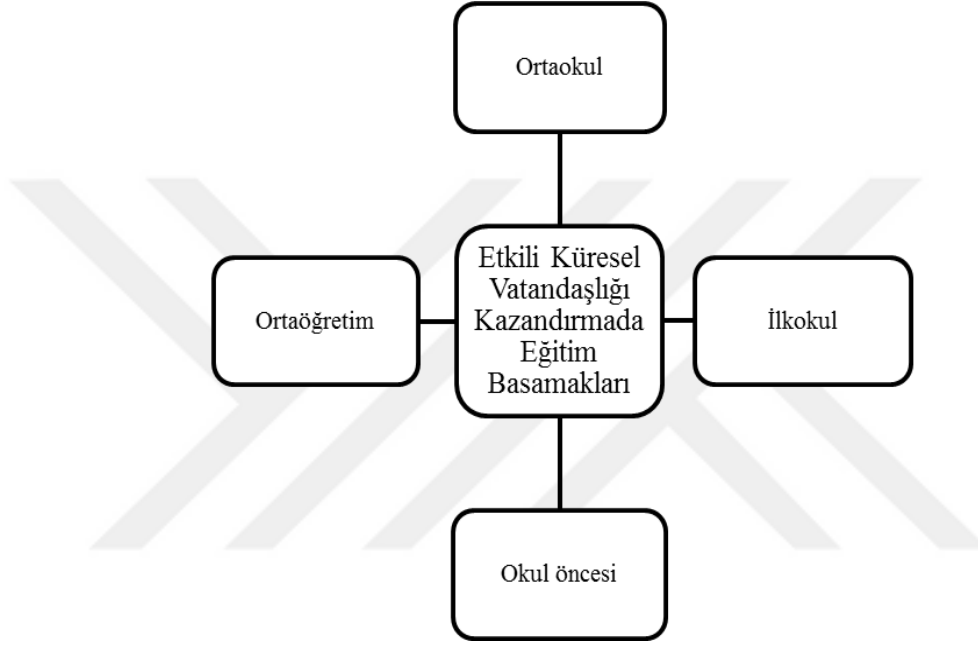 Ortaokul
Etkili Küresel
Vatandaşlığı
Kazandırmada
Eğitim
Basamakları
Ortaöğretim
İlkokul
Okul öncesi